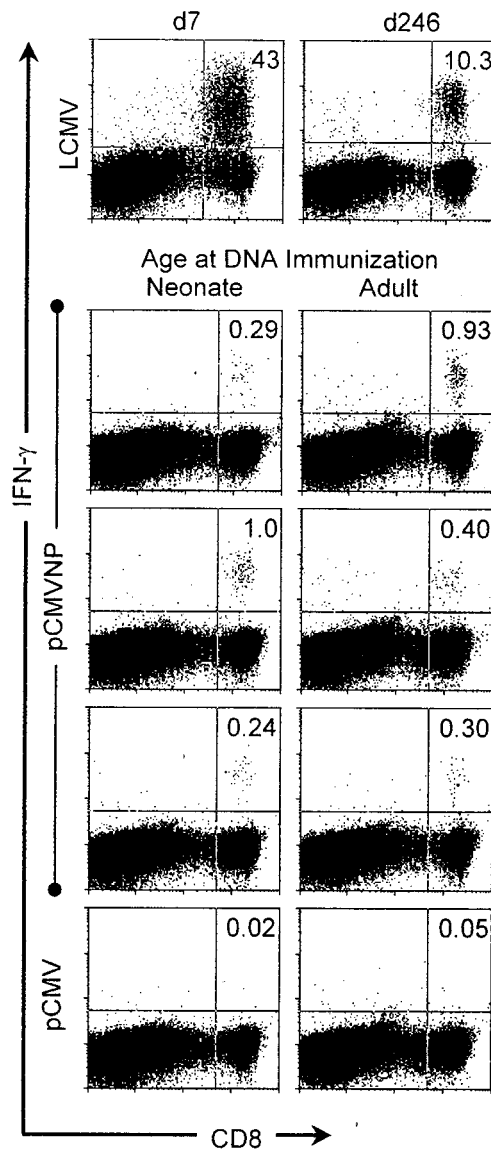 d7 d246
LCMV
43 10.3
Age at DNA Immunization
Neonate Adult
IFN-γ
pCMVNP
0.29 0.93
1.0 0.40
0.24 0.30
pCMV
0.02 0.05
CD8